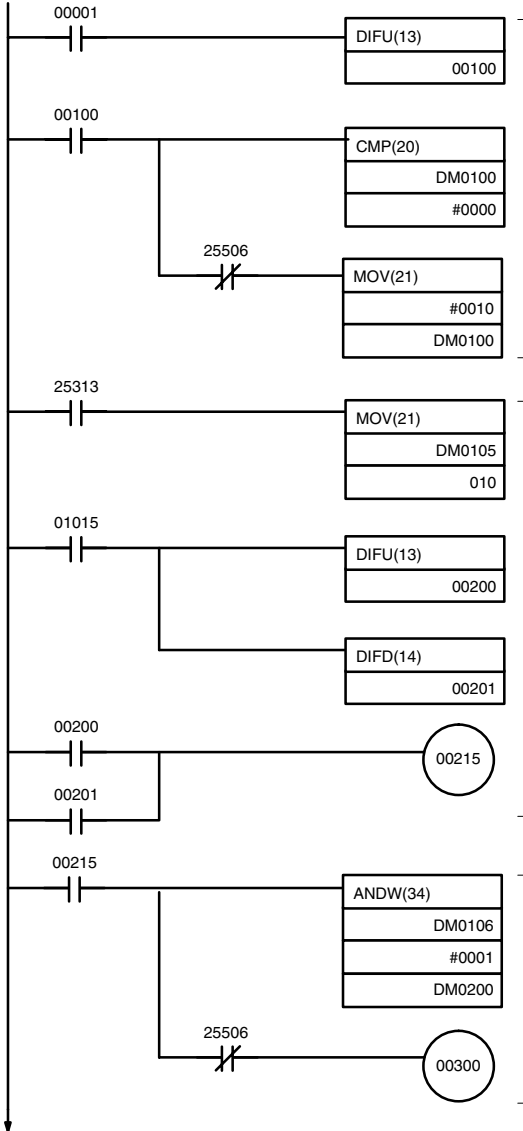 00001
DIFU(13)
00100
00100
CMP(20)
DM0100
#0000
25506
MOV(21)
#0010
DM0100
25313
MOV(21)
DM0105
010
01015
DIFU(13)
00200
DIFD(14)
00201
00200
00215
00201
00215
ANDW(34)
DM0106
#0001
DM0200
25506
00300